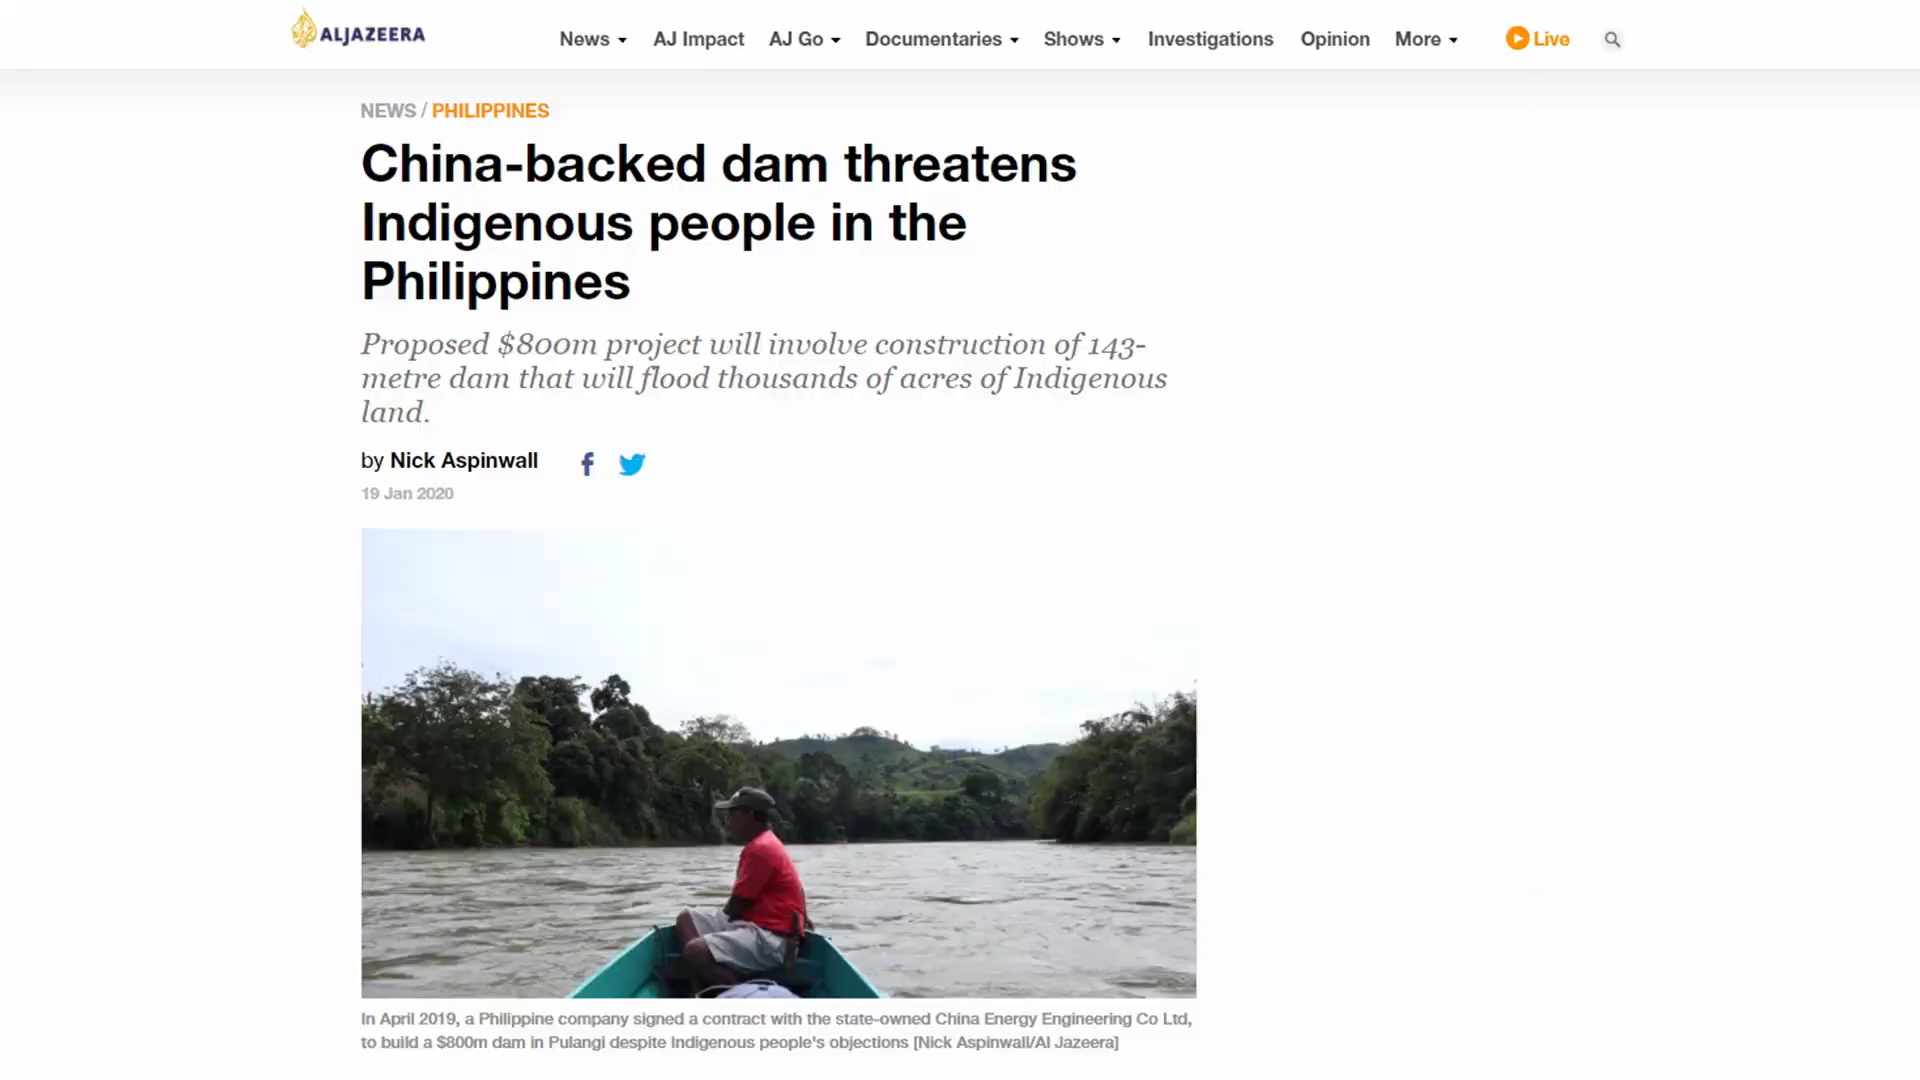 ALJAZEERA
News AJ Impact AJ Go Documentaries Shows Investigations Opinion More Live
NEWS / PHILIPPINES
China-backed dam threatens
Indigenous people in the
Philippines
Proposed $800m project will involve construction of 143-
metre dam that will flood thousands of acres of Indigenous
land.
by Nick Aspinwall
19 Jan 2020
In April 2019, a Philippine company signed a contract with the state-owned China Energy Engineering Co Ltd,
to build a $800m dam in Pulangi despite Indigenous people's objections [Nick Aspinwall/Al Jazeera]